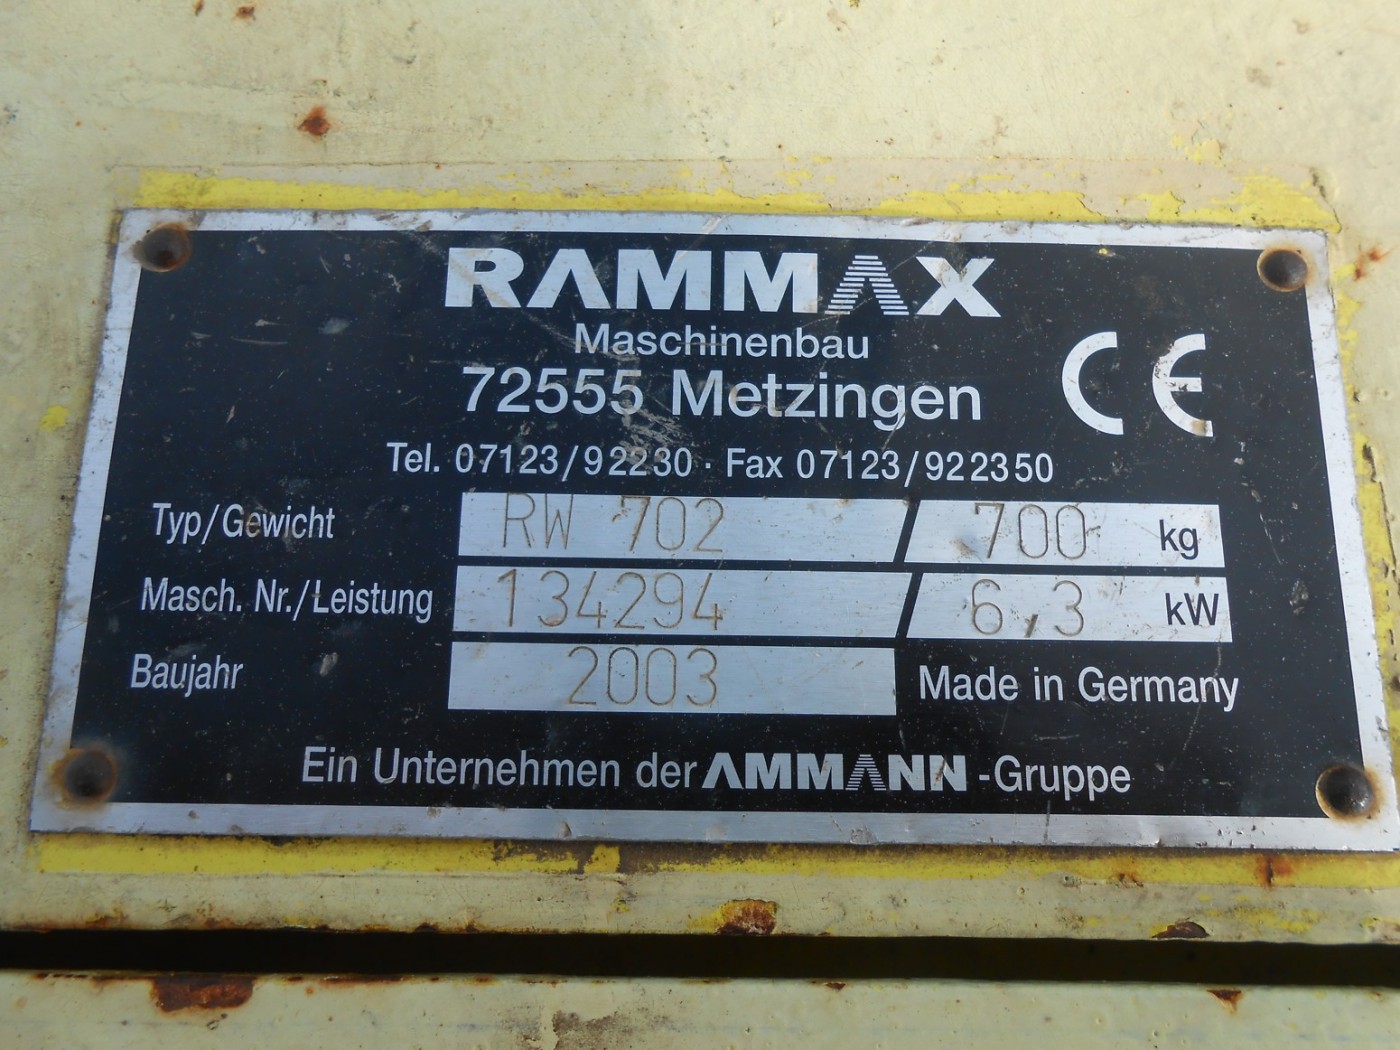 RAMMAX
Maschinenbau
72555 Metzingen
CE
Tel. 07123/92230 · Fax 07123/922350
Typ/Gewicht RW 702 / 700 kg
Masch. Nr./Leistung 134294 / 6,3 kW
Baujahr 2003 Made in Germany
Ein Unternehmen der AMMANN -Gruppe